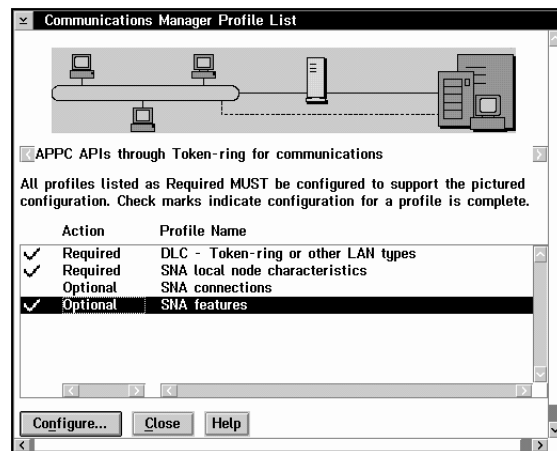 Communications Manager Profile List
APPC APIs through Token-ring for communications
All profiles listed as Required MUST be configured to support the pictured
configuration. Check marks indicate configuration for a profile is complete.
Action Profile Name
Required DLC - Token-ring or other LAN types
Required SNA local node characteristics
Optional SNA connections
Optional SNA features
Configure... Close Help